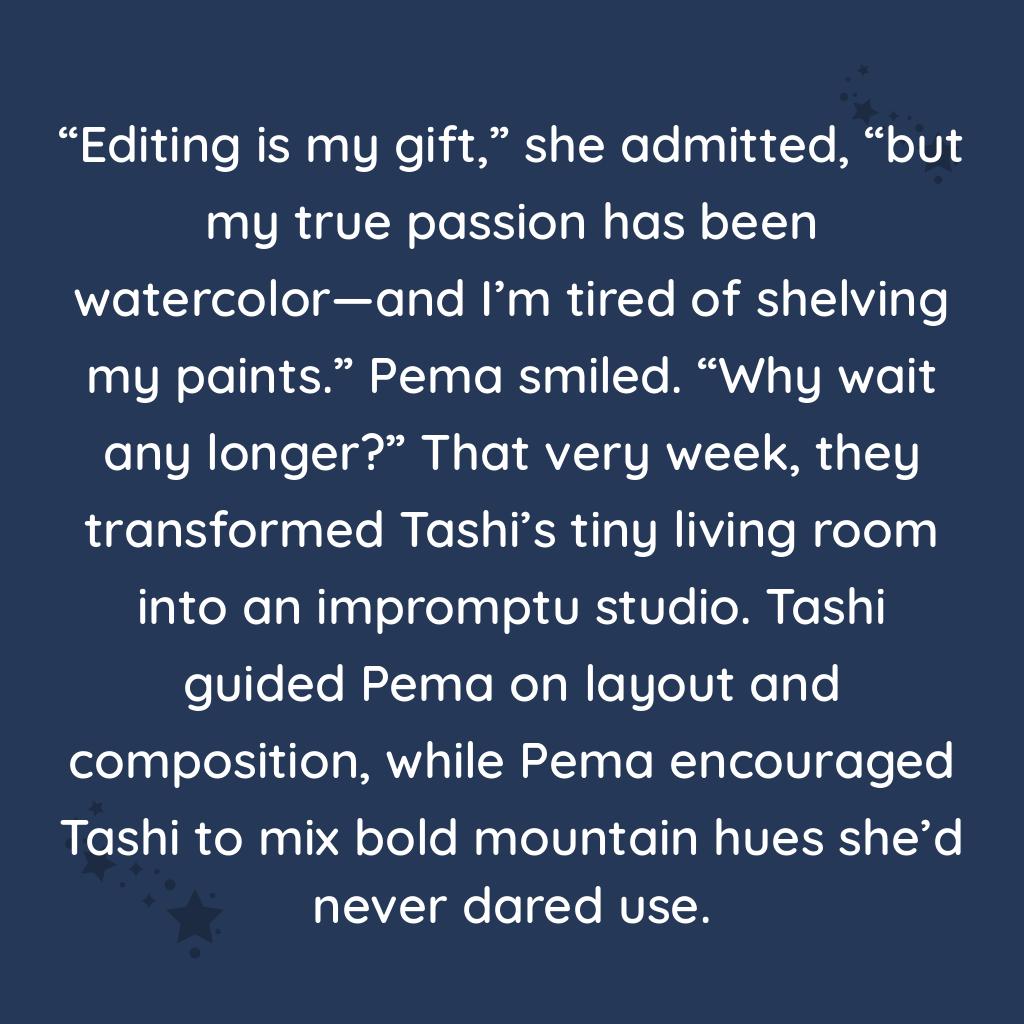 “Editing is my gift,” she admitted, “but
my true passion has been
watercolor—and I’m tired of shelving
my paints.” Pema smiled. “Why wait
any longer?” That very week, they
transformed Tashi’s tiny living room
into an impromptu studio. Tashi
guided Pema on layout and
composition, while Pema encouraged
Tashi to mix bold mountain hues she’d
never dared use.